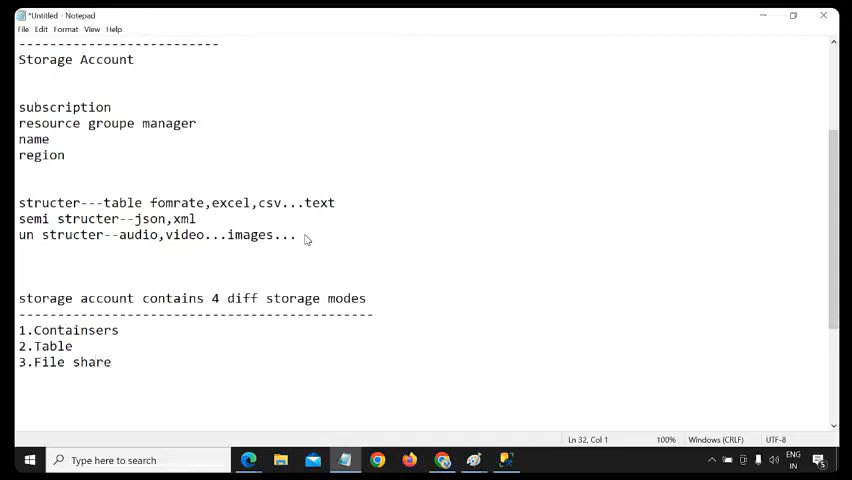 *Untitled - Notepad
File Edit Format View Help
---------------------------
Storage Account
subscription
resource groupe manager
name
region
structer---table fomrate,excel,csv...text
semi structer--json,xml
un structer--audio,video...images...
storage account contains 4 diff storage modes
----------------------------------------------
1.Containsers
2.Table
3.File share
Ln 32, Col 1 100% Windows (CRLF) UTF-8
Type here to search
ENG
IN
5